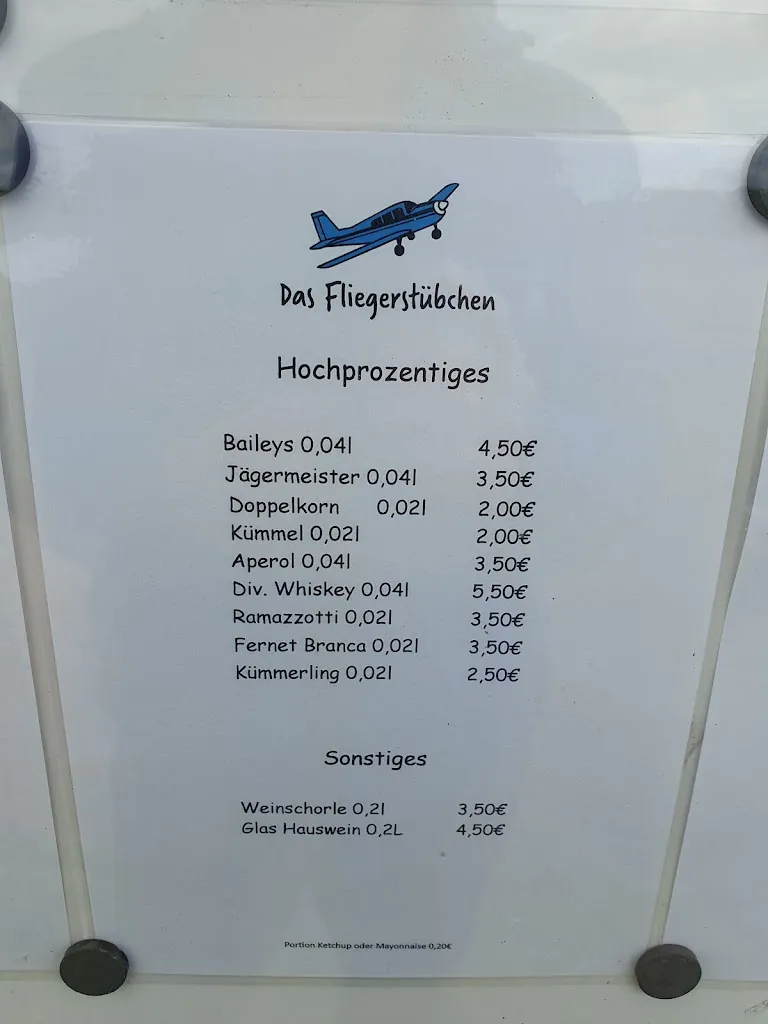 Das Fliegerstübchen
Hochprozentiges
Baileys 0,04l 4,50€
Jägermeister 0,04l 3,50€
Doppelkorn 0,02l 2,00€
Kümmel 0,02l 2,00€
Aperol 0,04l 3,50€
Div. Whiskey 0,04l 5,50€
Ramazzotti 0,02l 3,50€
Fernet Branca 0,02l 3,50€
Kümmerling 0,02l 2,50€
Sonstiges
Weinschorle 0,2l 3,50€
Glas Hauswein 0,2L 4,50€
Portion Ketchup oder Mayonnaise 0,20€